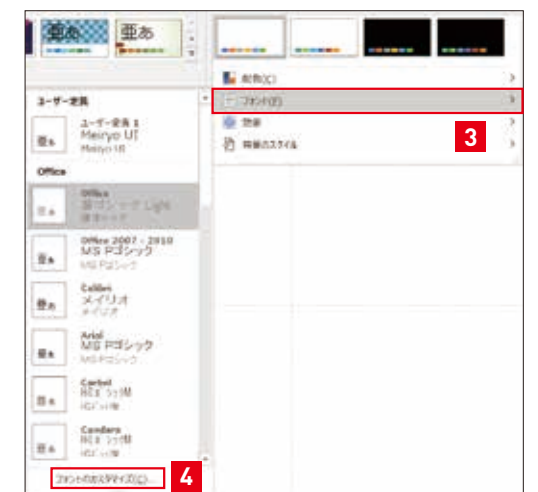 亜あ
亜あ
配色(C)
フォント(F)
効果
背景のスタイル
3
ユーザー定義
亜あ
ユーザー定義 1
Meiryo UI
Meiryo UI
Office
亜あ
Office
游ゴシック Light
亜あ
Office 2007 - 2010
MS Pゴシック
MS Pゴシック
亜あ
Calibri
メイリオ
メイリオ
亜あ
Arial
MS Pゴシック
MS Pゴシック
亜あ
Corbel
亜あ
Candara
フォントのカスタマイズ(C)...
4